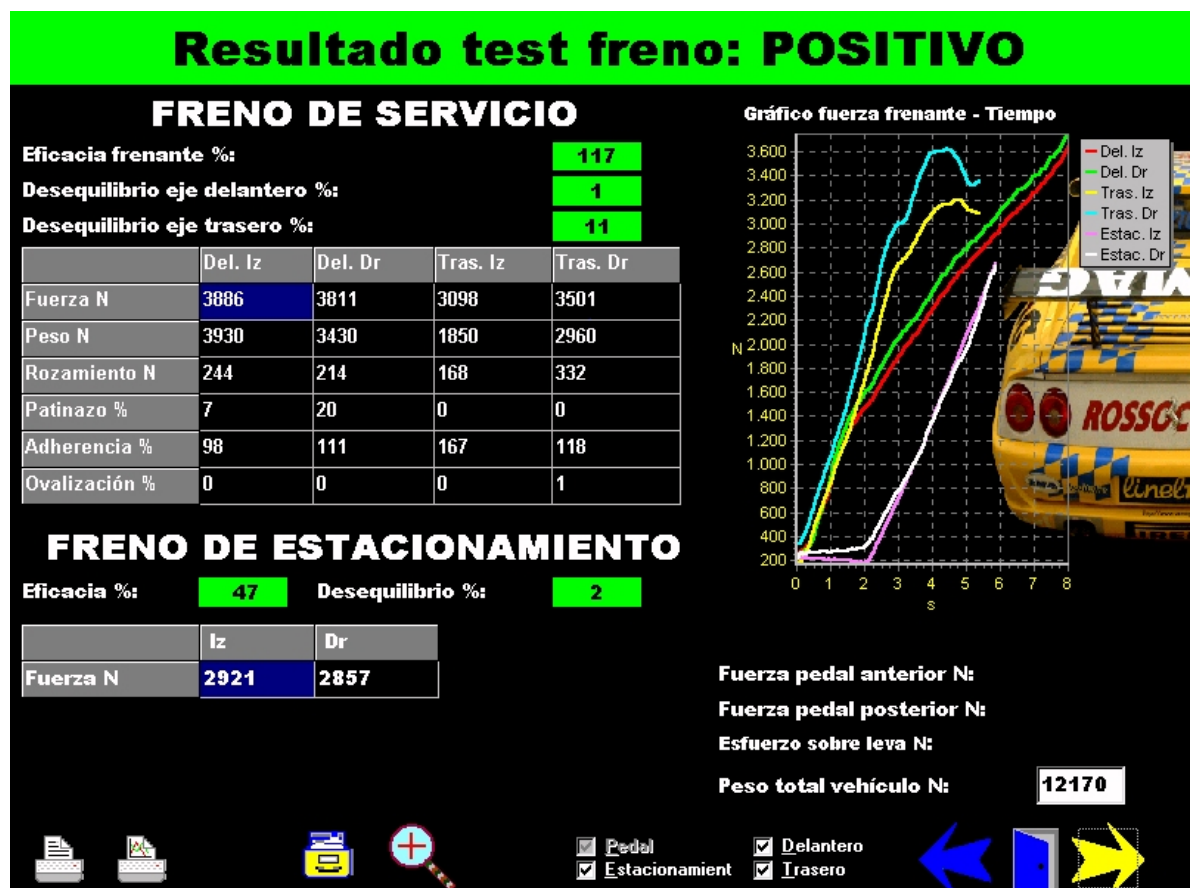 Resultado test freno: POSITIVO
FRENO DE SERVICIO
Eficacia frenante %: 117
Desequilibrio eje delantero %: 1
Desequilibrio eje trasero %: 11
Del. Iz Del. Dr Tras. Iz Tras. Dr
Fuerza N 3886 3811 3098 3501
Peso N 3930 3430 1850 2960
Rozamiento N 244 214 168 332
Patinazo % 7 20 0 0
Adherencia % 98 111 167 118
Ovalización % 0 0 0 1
FRENO DE ESTACIONAMIENTO
Eficacia %: 47 Desequilibrio %: 2
Iz Dr
Fuerza N 2921 2857
Gráfico fuerza frenante - Tiempo
3.600
3.400
3.200
3.000
2.800
2.600
2.400
2.200
N 2.000
1.800
1.600
1.400
1.200
1.000
800
600
400
200
0 1 2 3 4 5 6 7 8
s
Del. Iz
Del. Dr
Tras. Iz
Tras. Dr
Estac. Iz
Estac. Dr
Fuerza pedal anterior N:
Fuerza pedal posterior N:
Esfuerzo sobre leva N:
Peso total vehículo N: 12170
Pedal Delantero
Estacionamient Trasero